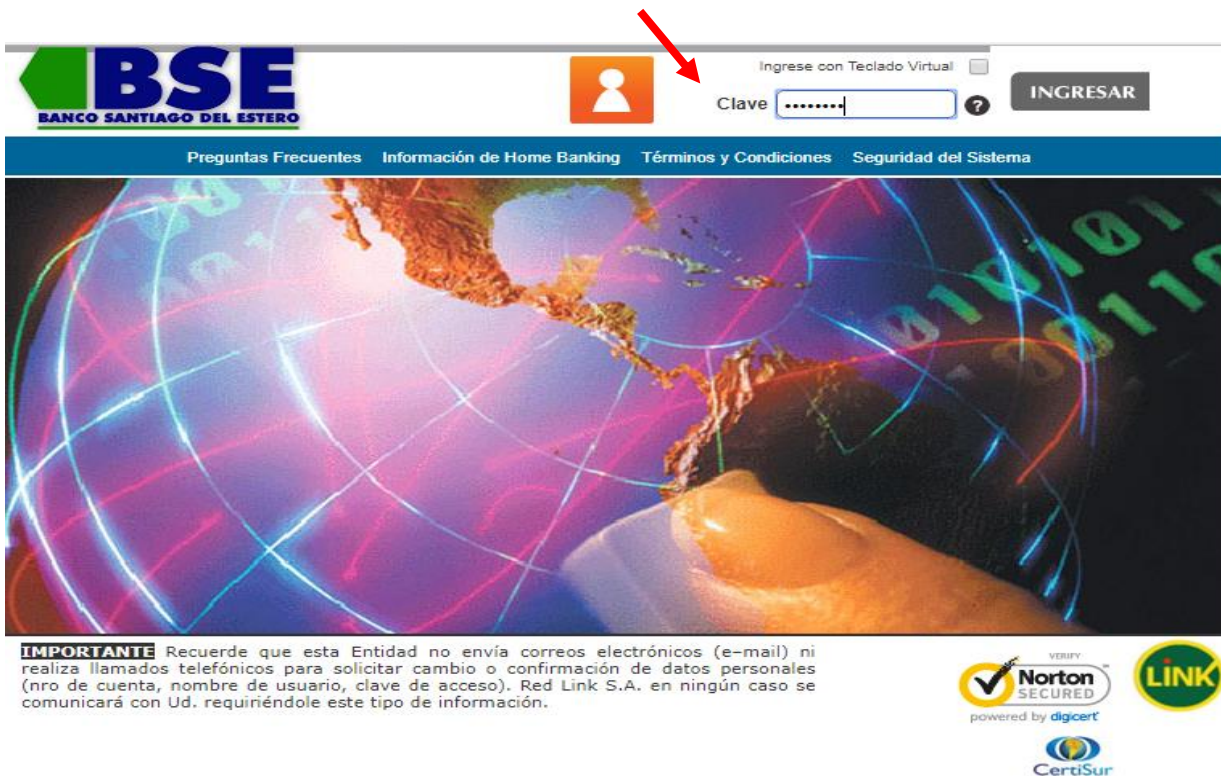 BSE
BANCO SANTIAGO DEL ESTERO
Ingrese con Teclado Virtual
Clave ........
?
INGRESAR
Preguntas Frecuentes Información de Home Banking Términos y Condiciones Seguridad del Sistema
010101
0110
IMPORTANTE Recuerde que esta Entidad no envía correos electrónicos (e-mail) ni
realiza llamados telefónicos para solicitar cambio o confirmación de datos personales
(nro de cuenta, nombre de usuario, clave de acceso). Red Link S.A. en ningún caso se
comunicará con Ud. requiriéndole este tipo de información.
VERIFY
Norton
SECURED
powered by digicert
LINK
CertiSur